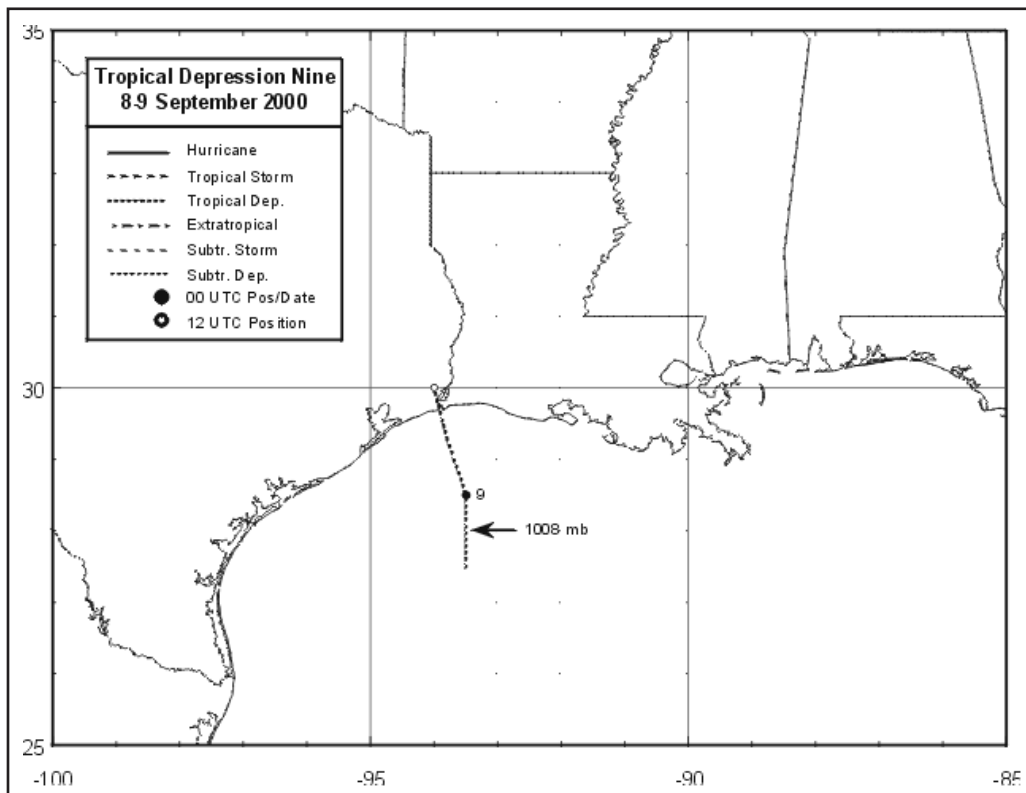 35
Tropical Depression Nine
8-9 September 2000
Hurricane
Tropical Storm
Tropical Dep.
Extratropical
Subtr. Storm
Subtr. Dep.
00 UTC Pos/Date
12 UTC Position
30
9
1008 mb
25
-100
-95
-90
-85